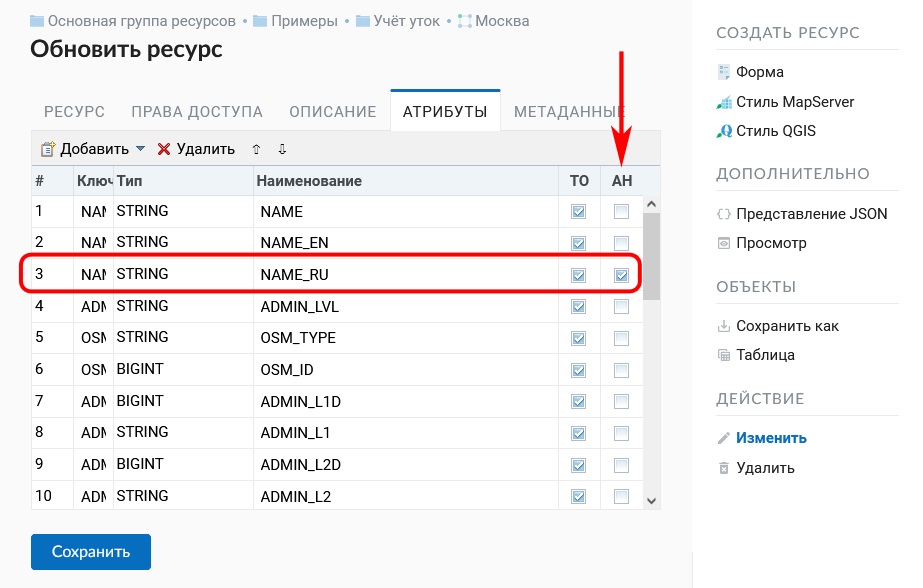 Основная группа ресурсов • Примеры • Учёт уток • Москва
Обновить ресурс
РЕСУРС ПРАВА ДОСТУПА ОПИСАНИЕ АТРИБУТЫ МЕТАДАННЫЕ
Добавить Удалить ⇧ ⇩
# Ключ Тип Наименование ТО АН
1 NAM STRING NAME
2 NAM STRING NAME_EN
3 NAM STRING NAME_RU
4 ADM STRING ADMIN_LVL
5 OSM STRING OSM_TYPE
6 OSM BIGINT OSM_ID
7 ADM BIGINT ADMIN_L1D
8 ADM STRING ADMIN_L1
9 ADM BIGINT ADMIN_L2D
10 ADM STRING ADMIN_L2
Сохранить
СОЗДАТЬ РЕСУРС
Форма
Стиль MapServer
Стиль QGIS
ДОПОЛНИТЕЛЬНО
Представление JSON
Просмотр
ОБЪЕКТЫ
Сохранить как
Таблица
ДЕЙСТВИЕ
Изменить
Удалить